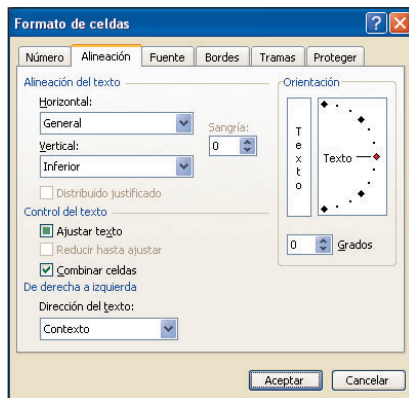 Formato de celdas
Número Alineación Fuente Bordes Tramas Proteger
Alineación del texto
Horizontal:
General
Sangría:
Vertical:
0
Inferior
Distribuido justificado
Control del texto
Ajustar texto
Reducir hasta ajustar
Combinar celdas
De derecha a izquierda
Dirección del texto:
Contexto
Orientación
Texto
Texto
0 Grados
Aceptar Cancelar